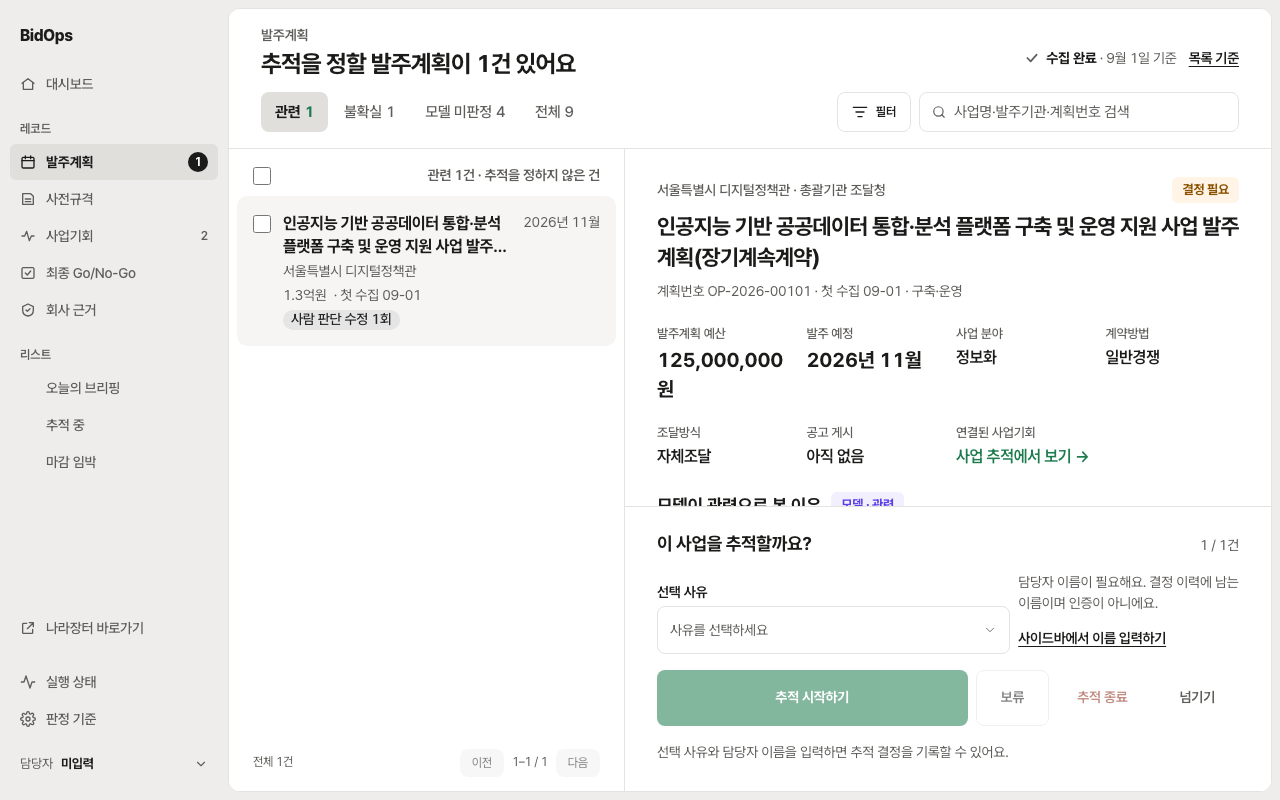 BidOps
대시보드
레코드
발주계획 1
사전규격
사업기회 2
최종 Go/No-Go
회사 근거
리스트
오늘의 브리핑
추적 중
마감 임박
나라장터 바로가기
실행 상태
판정 기준
담당자 미입력
발주계획
추적을 정할 발주계획이 1건 있어요
수집 완료 · 9월 1일 기준 목록 기준
관련 1 불확실 1 모델 미판정 4 전체 9
필터 사업명·발주기관·계획번호 검색
관련 1건 · 추적을 정하지 않은 건
인공지능 기반 공공데이터 통합·분석 2026년 11월
플랫폼 구축 및 운영 지원 사업 발주...
서울특별시 디지털정책관
1.3억원 · 첫 수집 09-01
사람 판단 수정 1회
전체 1건 이전 1–1 / 1 다음
서울특별시 디지털정책관 · 총괄기관 조달청 결정 필요
인공지능 기반 공공데이터 통합·분석 플랫폼 구축 및 운영 지원 사업 발주
계획(장기계속계약)
계획번호 OP-2026-00101 · 첫 수집 09-01 · 구축·운영
발주계획 예산 발주 예정 사업 분야 계약방법
125,000,000 2026년 11월 정보화 일반경쟁
원
조달방식 공고 게시 연결된 사업기회
자체조달 아직 없음 사업 추적에서 보기 →
모델이 관련으로 본 이유 모델 · 관련
이 사업을 추적할까요? 1 / 1건
선택 사유
사유를 선택하세요
담당자 이름이 필요해요. 결정 이력에 남는
이름이며 인증이 아니에요.
사이드바에서 이름 입력하기
추적 시작하기 보류 추적 종료 넘기기
선택 사유와 담당자 이름을 입력하면 추적 결정을 기록할 수 있어요.